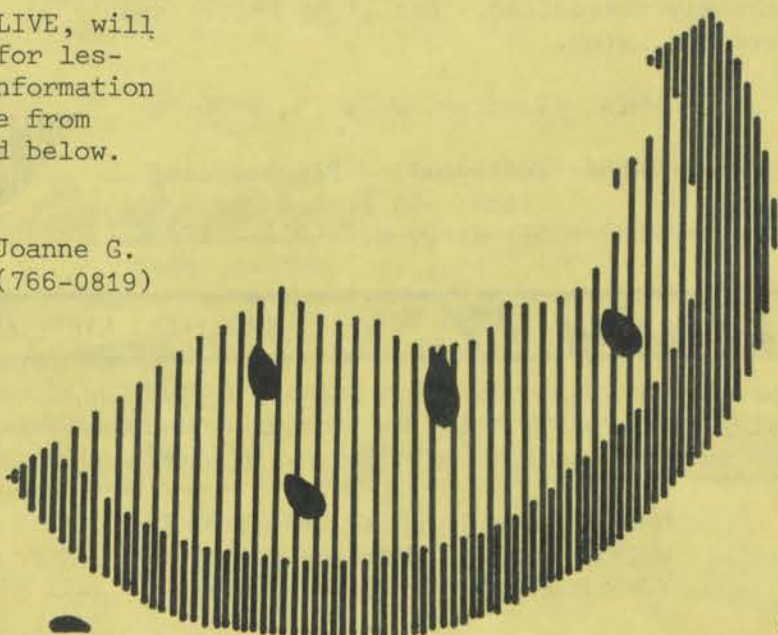 LIVE, will
for les-
nformation
e from
d below.
Joanne G.
(766-0819)